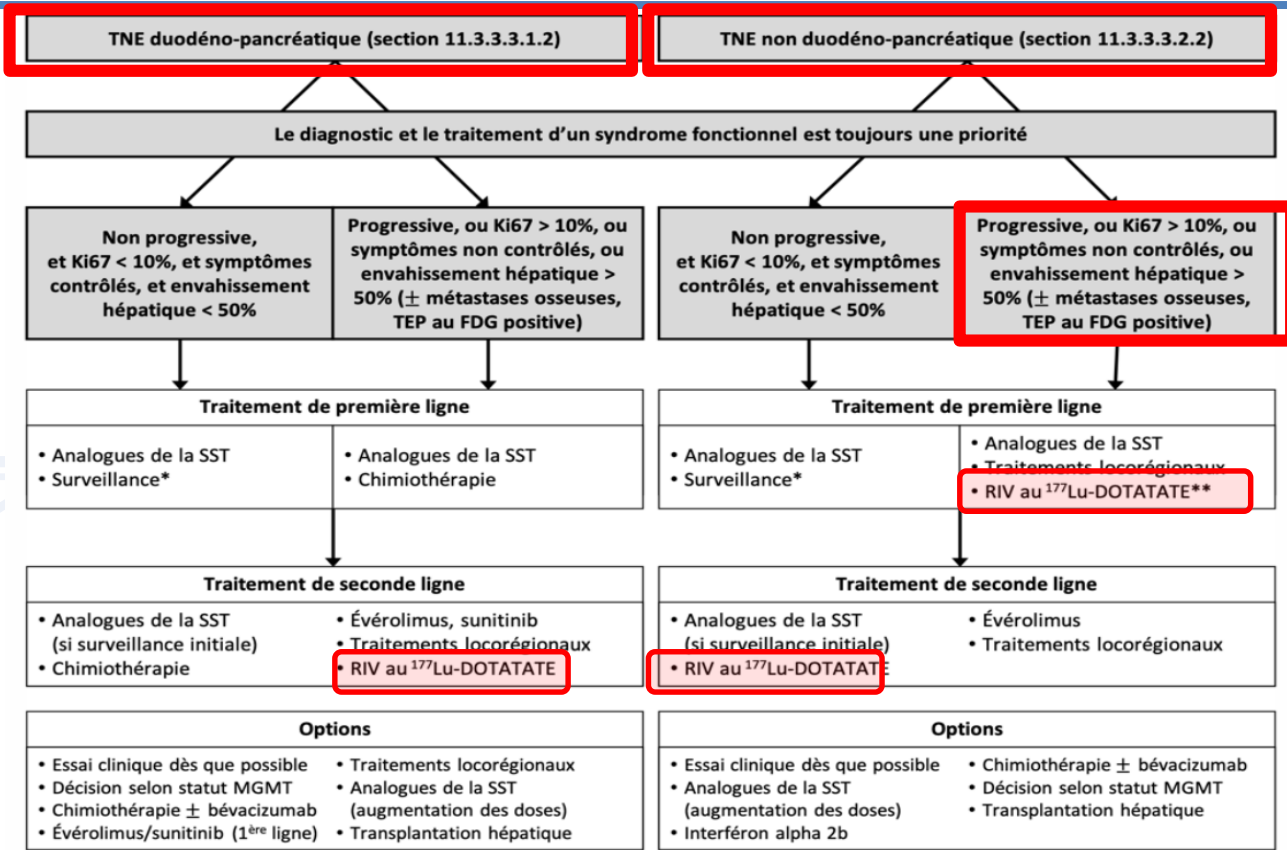 TNE duodéno-pancréatique (section 11.3.3.3.1.2)
TNE non duodéno-pancréatique (section 11.3.3.3.2.2)
Le diagnostic et le traitement d’un syndrome fonctionnel est toujours une priorité
Non progressive,
et Ki67 < 10%, et symptômes
contrôlés, et envahissement
hépatique < 50%
Progressive, ou Ki67 > 10%, ou
symptômes non contrôlés, ou
envahissement hépatique >
50% (± métastases osseuses,
TEP au FDG positive)
Non progressive,
et Ki67 < 10%, et symptômes
contrôlés, et envahissement
hépatique < 50%
Progressive, ou Ki67 > 10%, ou
symptômes non contrôlés, ou
envahissement hépatique >
50% (± métastases osseuses,
TEP au FDG positive)
Traitement de première ligne
• Analogues de la SST
• Surveillance*
• Analogues de la SST
• Chimiothérapie
Traitement de première ligne
• Analogues de la SST
• Surveillance*
• Analogues de la SST
• Traitements locorégionaux
• RIV au ¹⁷⁷Lu-DOTATATE**
Traitement de seconde ligne
• Analogues de la SST
(si surveillance initiale)
• Chimiothérapie
• Évérolimus, sunitinib
• Traitements locorégionaux
• RIV au ¹⁷⁷Lu-DOTATATE
Traitement de seconde ligne
• Analogues de la SST
(si surveillance initiale)
• RIV au ¹⁷⁷Lu-DOTATATE
• Évérolimus
• Traitements locorégionaux
Options
• Essai clinique dès que possible
• Décision selon statut MGMT
• Chimiothérapie ± bévacizumab
• Évérolimus/sunitinib (1ère ligne)
• Traitements locorégionaux
• Analogues de la SST
(augmentation des doses)
• Transplantation hépatique
Options
• Essai clinique dès que possible
• Analogues de la SST
(augmentation des doses)
• Interféron alpha 2b
• Chimiothérapie ± bévacizumab
• Décision selon statut MGMT
• Transplantation hépatique